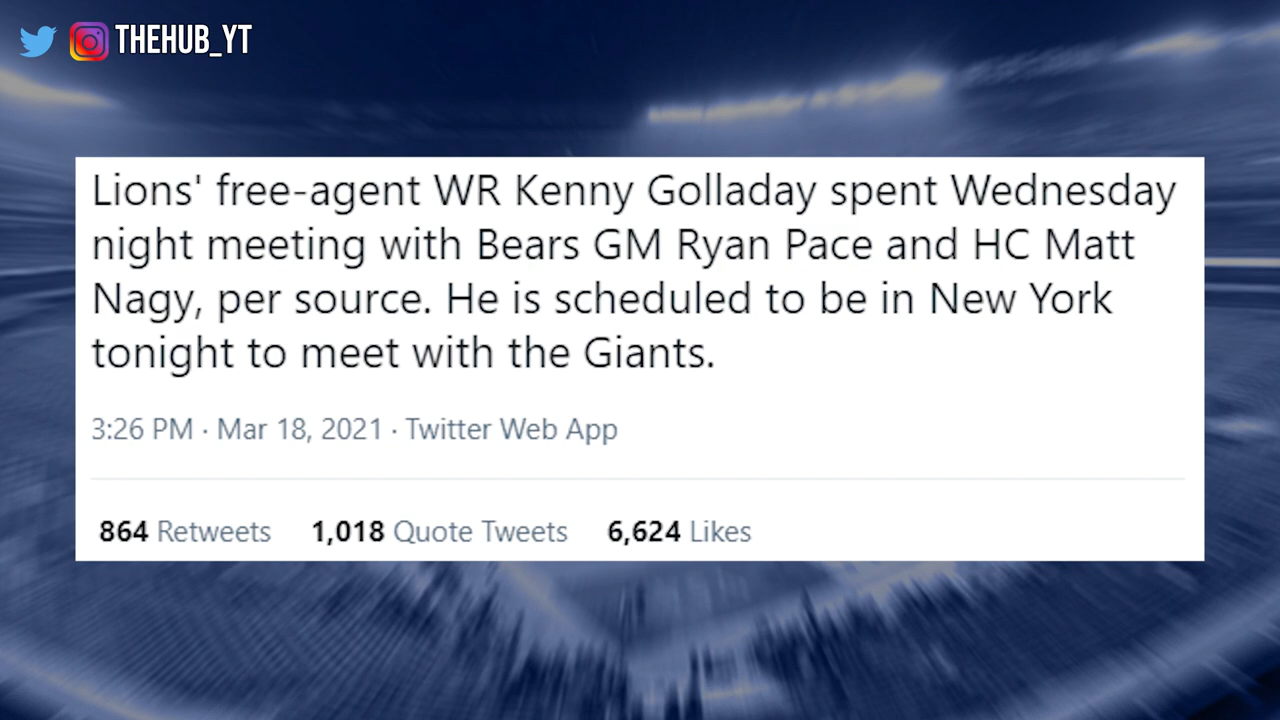 THEHUB_YT
Lions' free-agent WR Kenny Golladay spent Wednesday
night meeting with Bears GM Ryan Pace and HC Matt
Nagy, per source. He is scheduled to be in New York
tonight to meet with the Giants.
3:26 PM · Mar 18, 2021 · Twitter Web App
864 Retweets 1,018 Quote Tweets 6,624 Likes